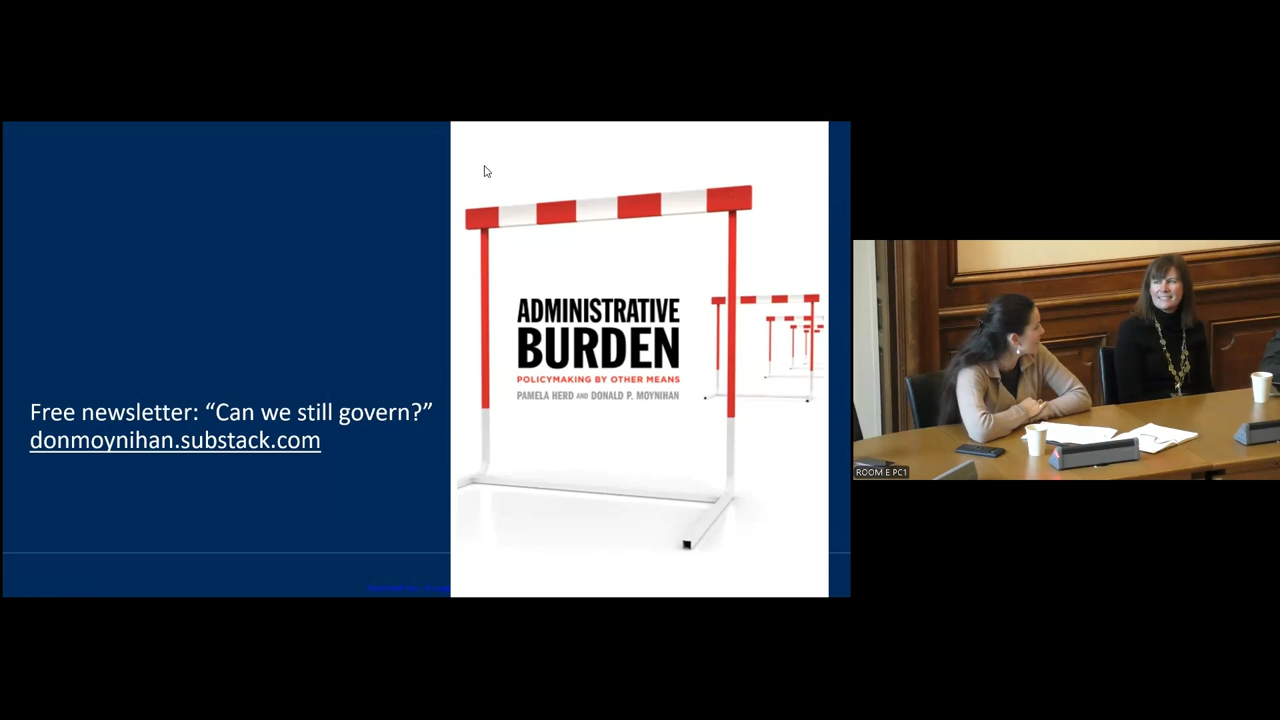 Free newsletter: “Can we still govern?”
donmoynihan.substack.com
ADMINISTRATIVE
BURDEN
POLICYMAKING BY OTHER MEANS
PAMELA HERD AND DONALD P. MOYNIHAN
ROOM E PC1